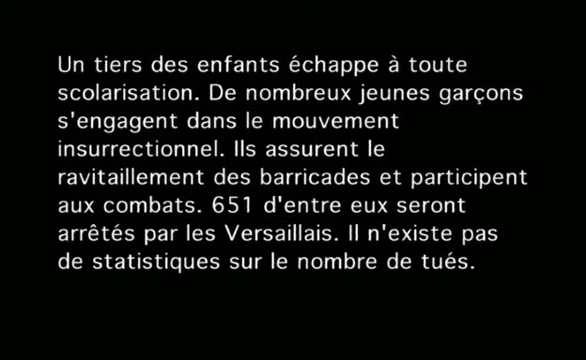 Un tiers des enfants échappe à toute
scolarisation. De nombreux jeunes garçons
s'engagent dans le mouvement
insurrectionnel. Ils assurent le
ravitaillement des barricades et participent
aux combats. 651 d'entre eux seront
arrêtés par les Versaillais. Il n'existe pas
de statistiques sur le nombre de tués.